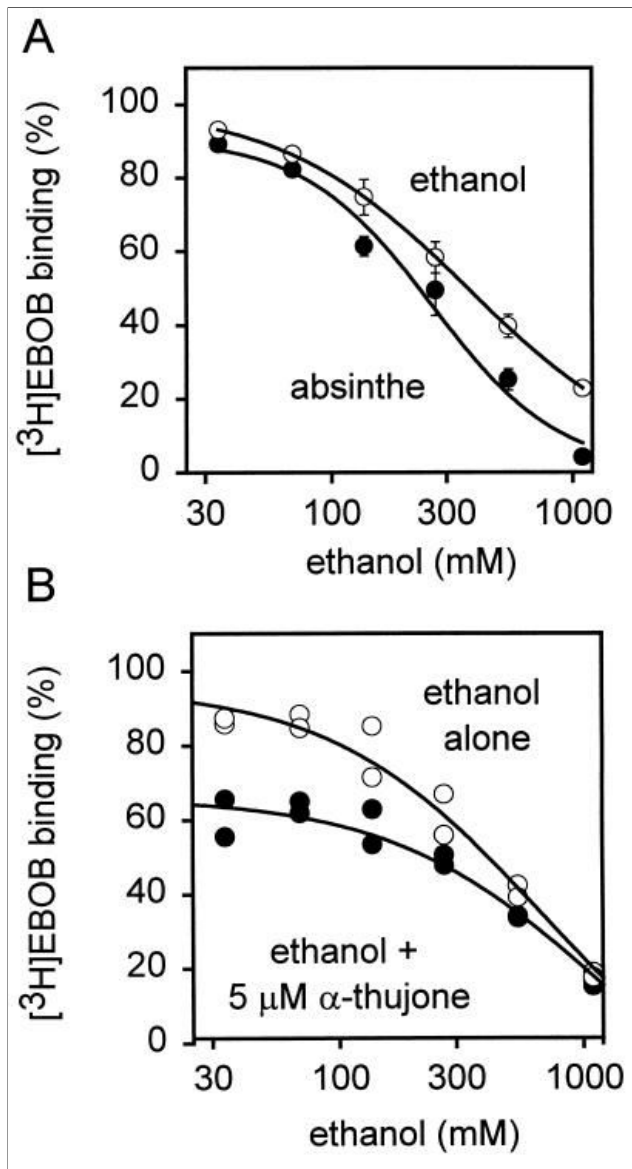 A
[³H]EBOB binding (%)
100
80
60
40
20
0
ethanol
absinthe
30 100 300 1000
ethanol (mM)
B
[³H]EBOB binding (%)
100
80
60
40
20
0
ethanol
alone
ethanol +
5 μM α-thujone
30 100 300 1000
ethanol (mM)